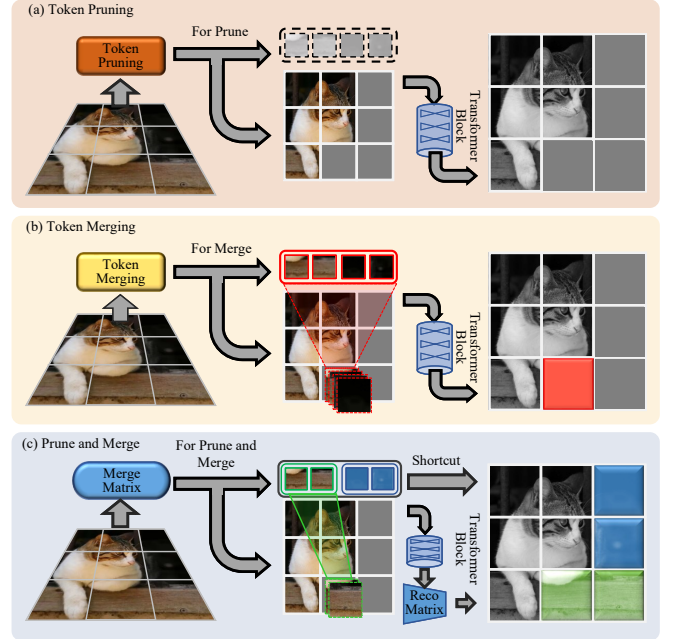 (a) Token Pruning
For Prune
Token
Pruning
Transformer
Block
(b) Token Merging
For Merge
Token
Merging
Transformer
Block
(c) Prune and Merge
For Prune and
Merge
Shortcut
Merge
Matrix
Transformer
Block
Reco
Matrix